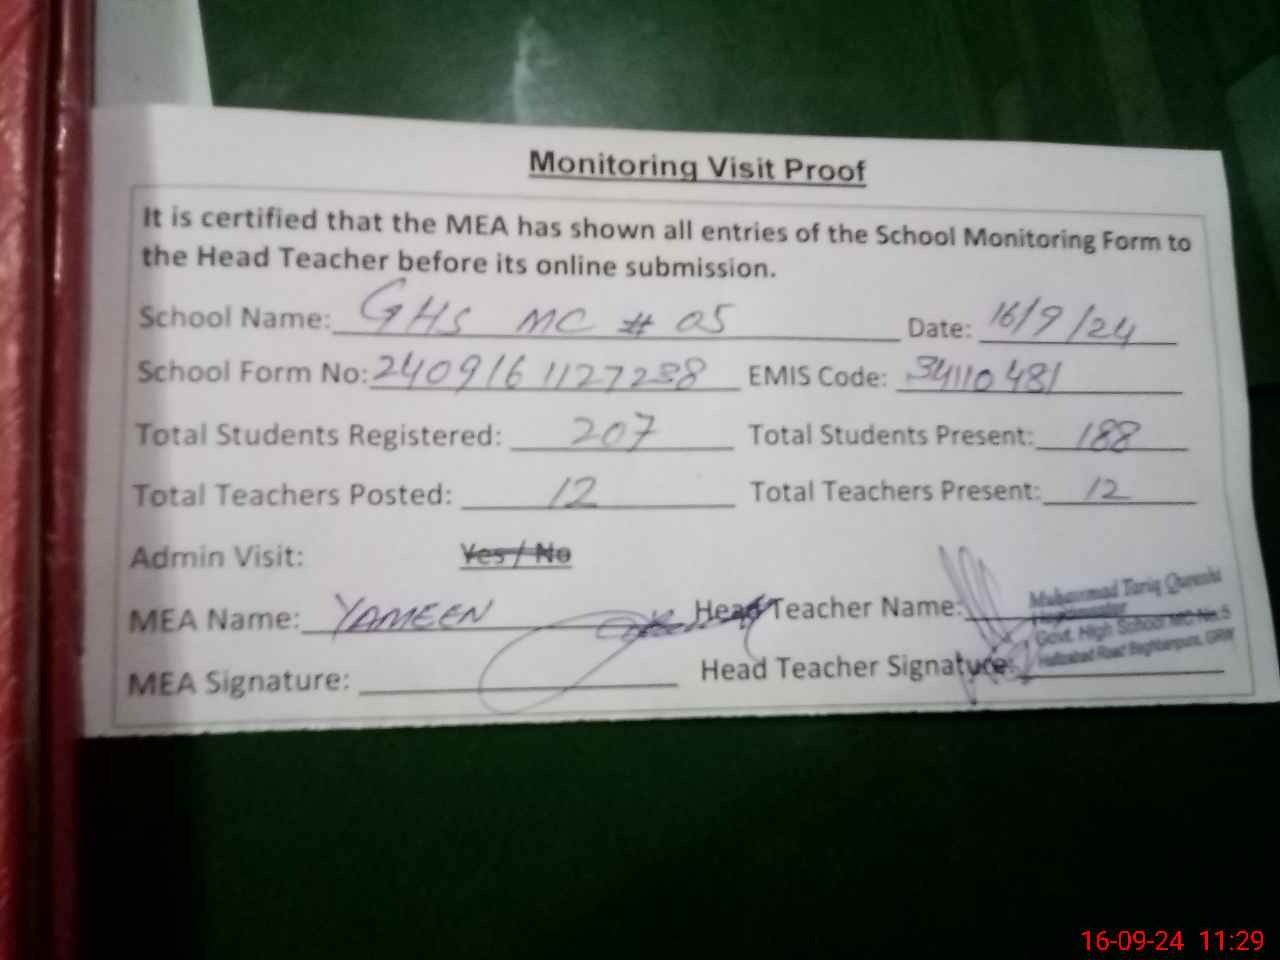 Monitoring Visit Proof
It is certified that the MEA has shown all entries of the School Monitoring Form to
the Head Teacher before its online submission.
School Name: GHS MC # 05 Date: 16/9/24
School Form No: 2409161127238 EMIS Code: 34110481
Total Students Registered: 207 Total Students Present: 188
Total Teachers Posted: 12 Total Teachers Present: 12
Admin Visit: Yes / No
MEA Name: YAMEEN Head Teacher Name:
Muhammad Tariq Qureshi
Headmaster
Govt. High School MC No.5
MEA Signature: Head Teacher Signature:
16-09-24 11:29